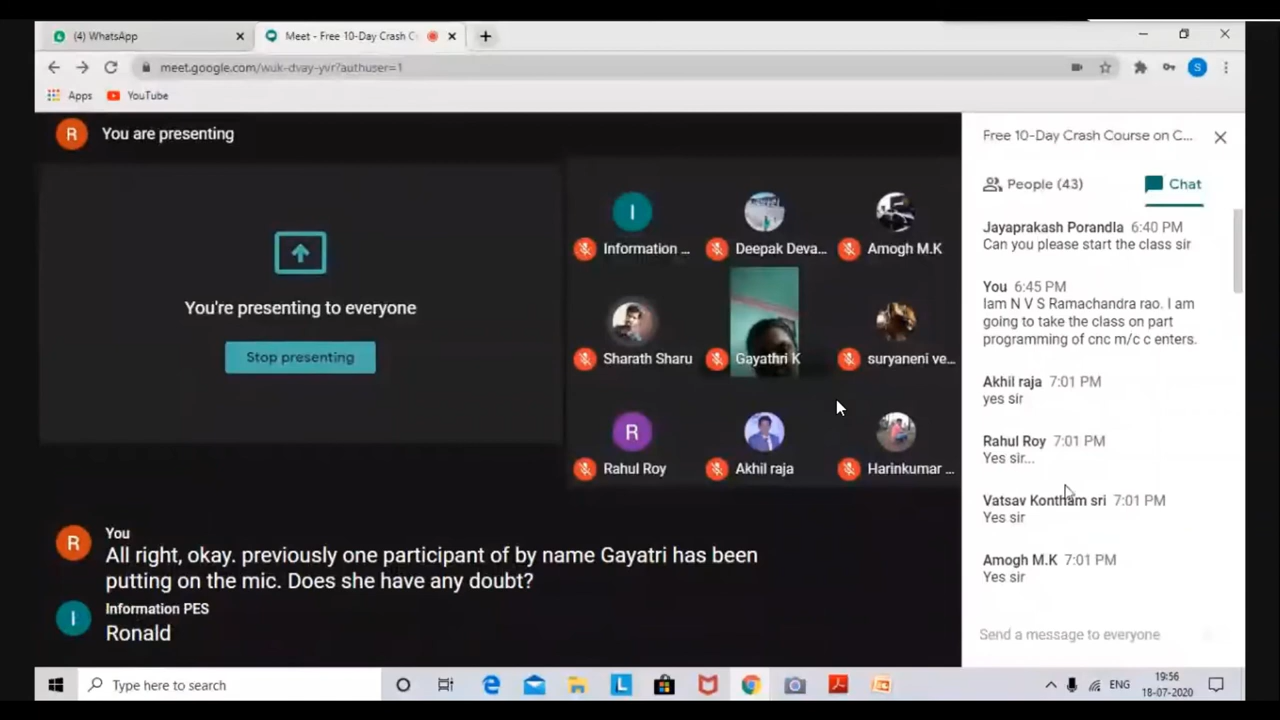 (4) WhatsApp
Meet - Free 10-Day Crash C
meet.google.com/wuk-dvay-yvr?authuser=1
S
Apps
YouTube
R
You are presenting
You're presenting to everyone
Stop presenting
I
Information ...
Deepak Deva...
Amogh M.K
Sharath Sharu
Gayathri K
suryaneni ve...
R
Rahul Roy
Akhil raja
Harinkumar ...
You
R
All right, okay. previously one participant of by name Gayatri has been
putting on the mic. Does she have any doubt?
Information PES
I
Ronald
Free 10-Day Crash Course on C...
People (43)
Chat
Jayaprakash Porandla 6:40 PM
Can you please start the class sir
You 6:45 PM
Iam N V S Ramachandra rao. I am
going to take the class on part
programming of cnc m/c c enters.
Akhil raja 7:01 PM
yes sir
Rahul Roy 7:01 PM
Yes sir...
Vatsav Kontham sri 7:01 PM
Yes sir
Amogh M.K 7:01 PM
Yes sir
Send a message to everyone
Type here to search
L
ENG
19:56
18-07-2020